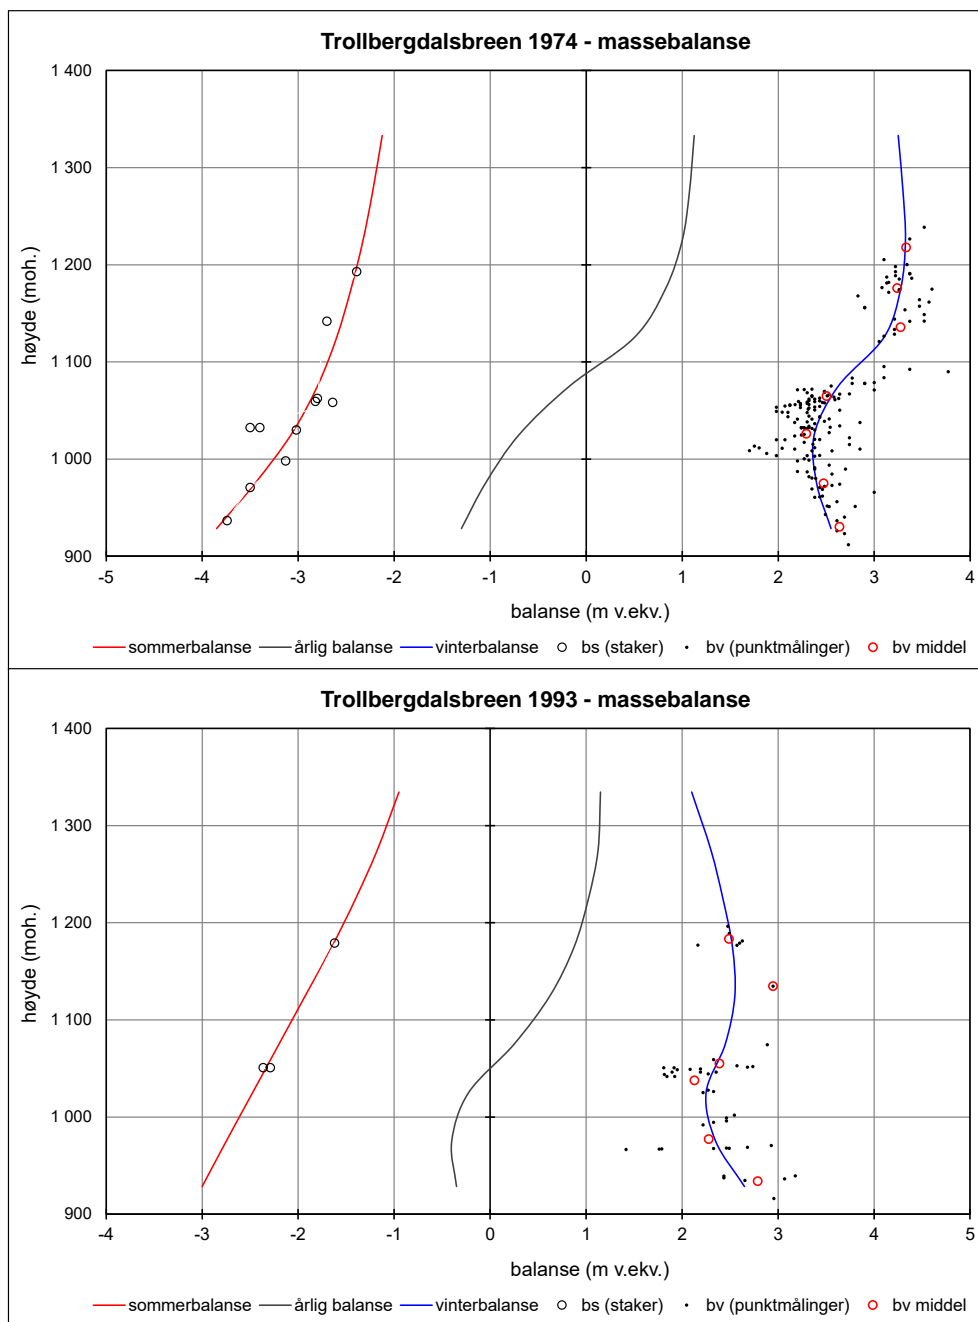 Trollbergdalsbreen 1974 - massebalanse
1 400
1 300
1 200
1 100
1 000
900
høyde (moh.)
-5 -4 -3 -2 -1 0 1 2 3 4
balanse (m v.ekv.)
sommerbalanse årlig balanse vinterbalanse bs (staker) bv (punktmålinger) bv middel
Trollbergdalsbreen 1993 - massebalanse
1 400
1 300
1 200
1 100
1 000
900
høyde (moh.)
-4 -3 -2 -1 0 1 2 3 4 5
balanse (m v.ekv.)
sommerbalanse årlig balanse vinterbalanse bs (staker) bv (punktmålinger) bv middel